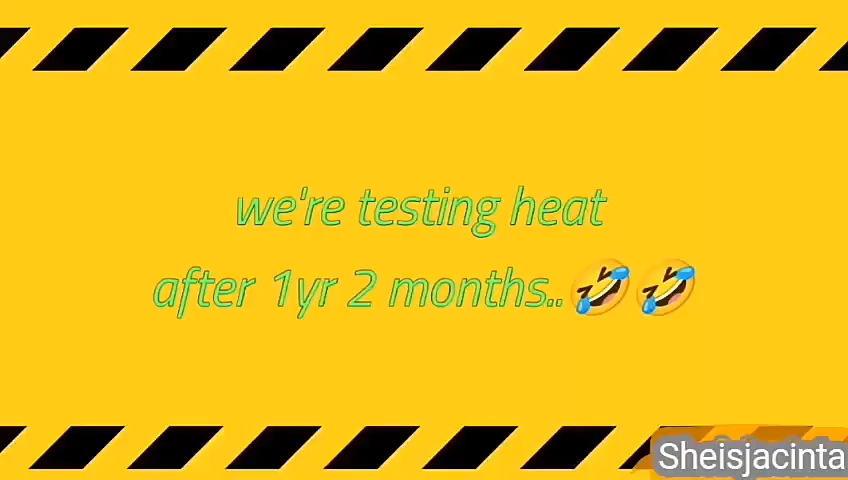 we're testing heat
after 1yr 2 months..🤣🤣
Sheisjacinta